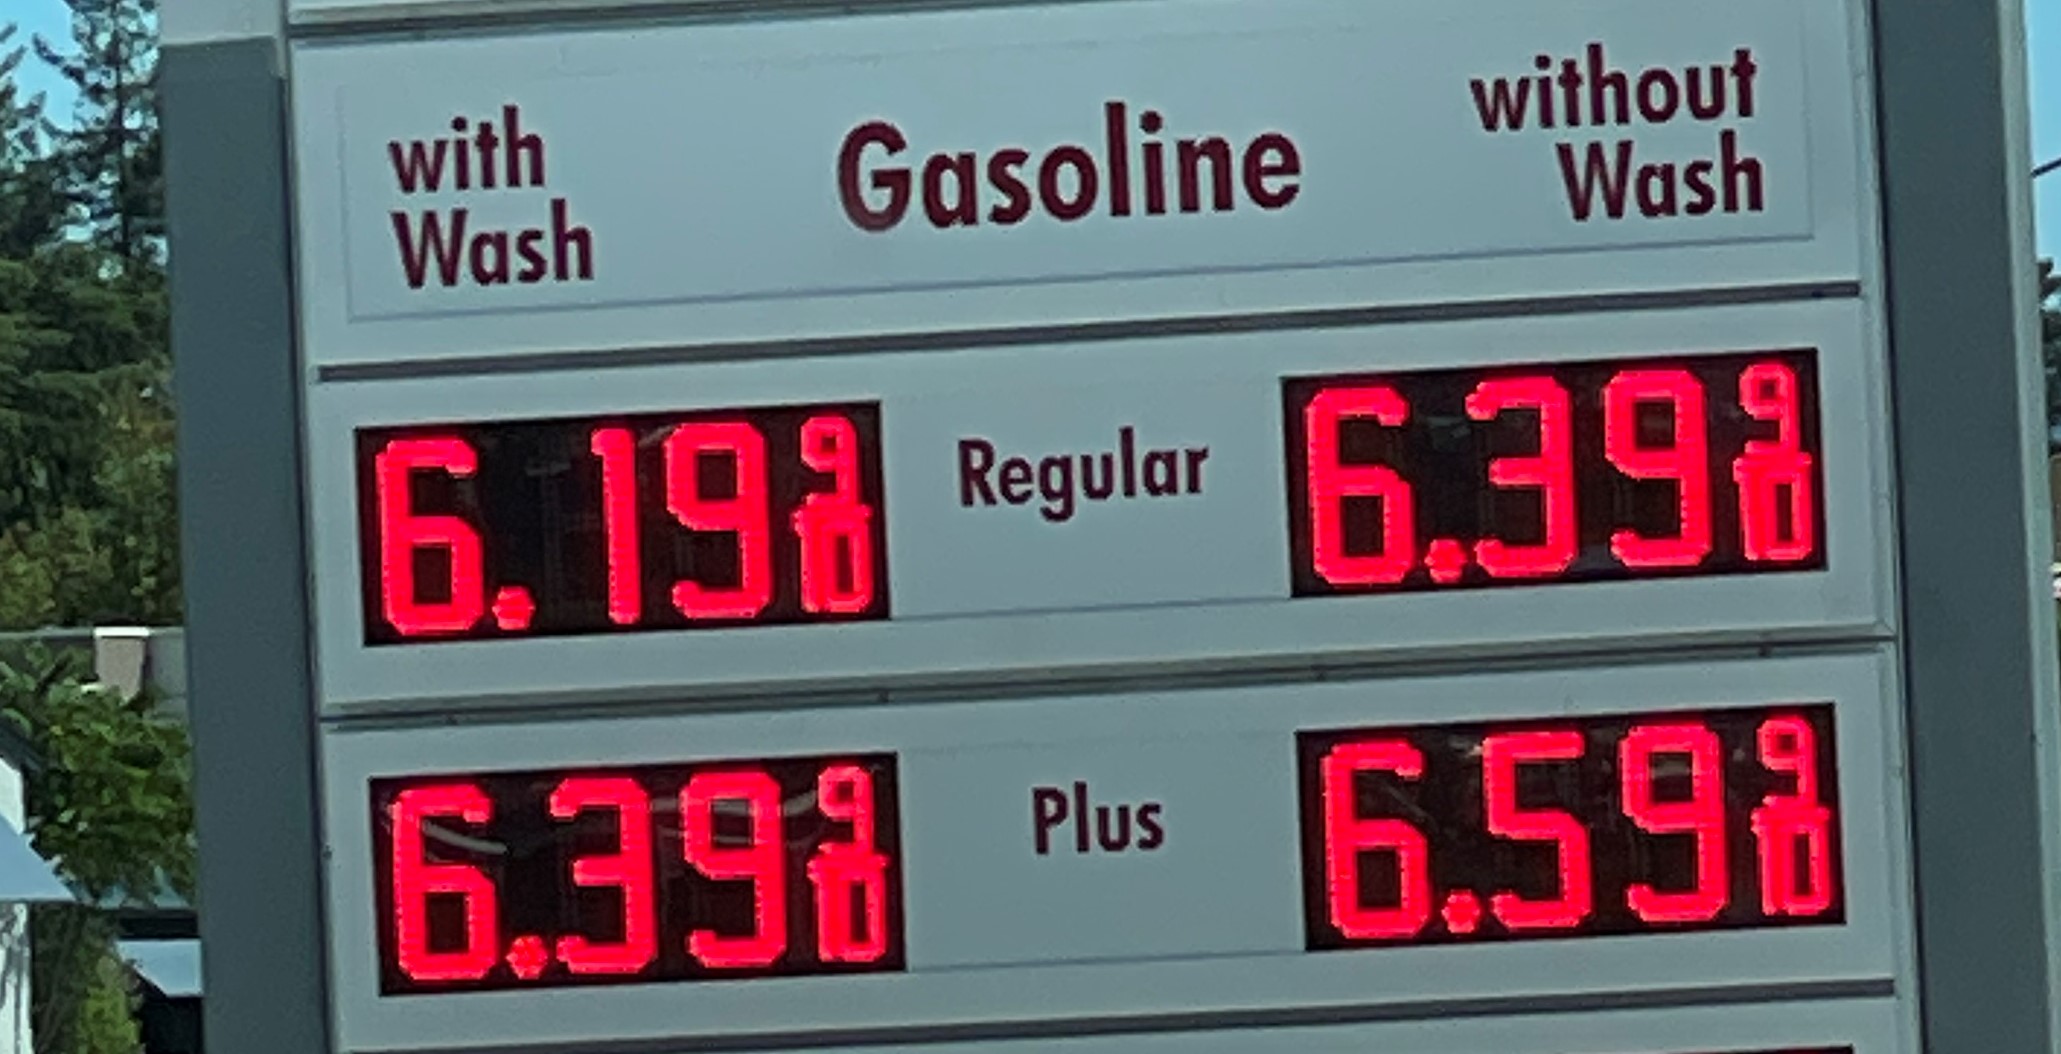 with Wash Gasoline without Wash
6.19 9/10 Regular 6.39 9/10
6.39 9/10 Plus 6.59 9/10